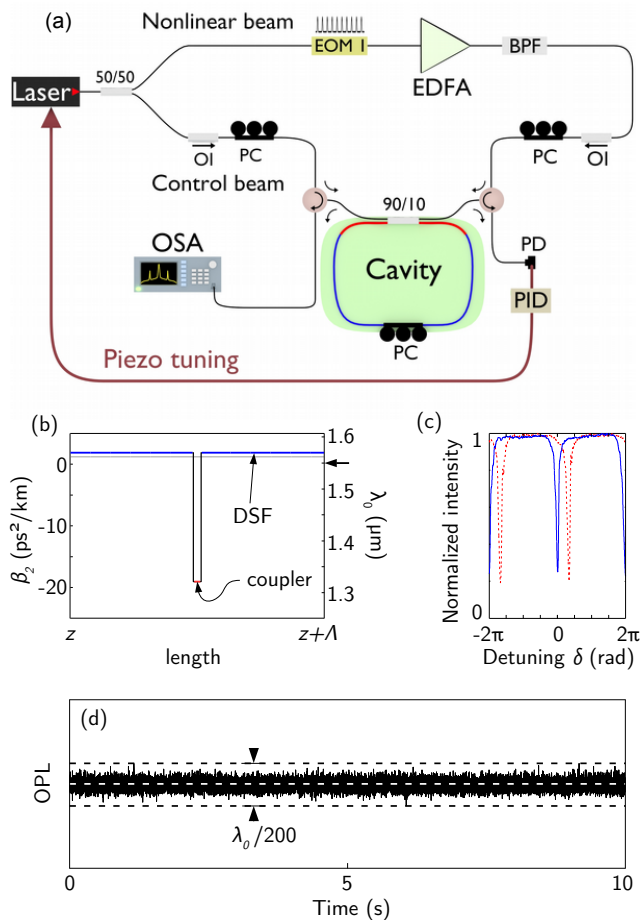 (a)
Nonlinear beam
EOM I
EDFA
BPF
Laser
50/50
OI
PC
PC
OI
Control beam
90/10
OSA
Cavity
PD
PID
PC
Piezo tuning
(b)
0
-10
-20
β₂ (ps²/km)
1.6
1.5
1.4
1.3
λ₀ (μm)
DSF
coupler
z
z+Λ
length
(c)
1
0
Normalized intensity
-2π
0
2π
Detuning δ (rad)
(d)
OPL
λ₀/200
0
5
10
Time (s)